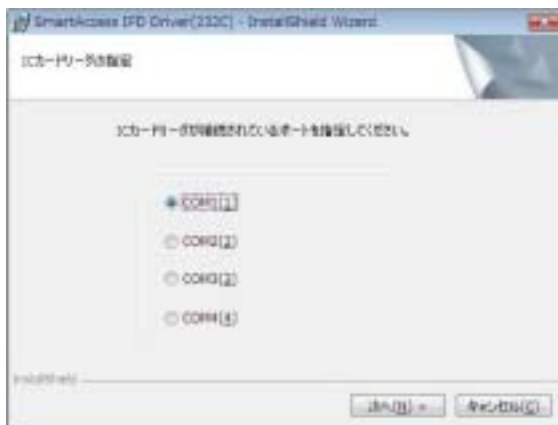 SmartAccess IFD Driver(232C) - InstallShield Wizard
ICカードリーダの指定
ICカードリーダが接続されているポートを指定してください。
COM1(1)
COM2(2)
COM3(3)
COM4(4)
InstallShield
次へ(N) >
キャンセル(C)